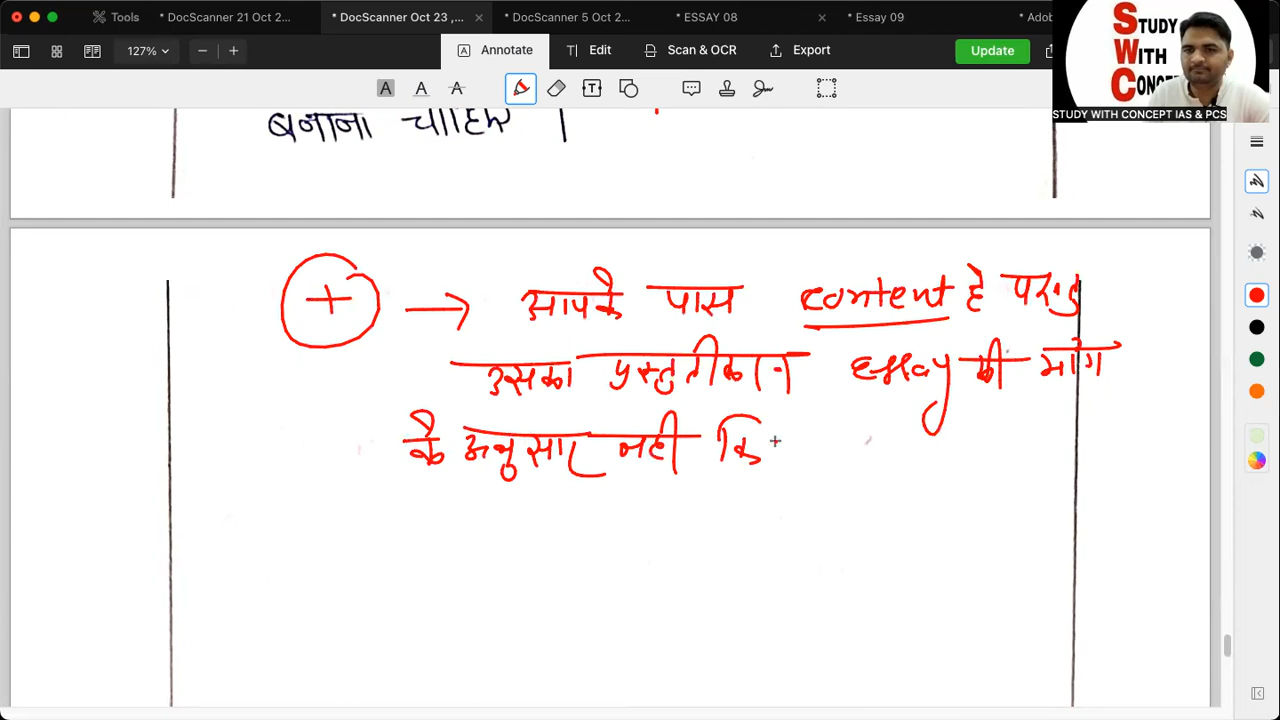 * DocScanner 21 Oct 2...
* DocScanner Oct 23 ,...
* DocScanner 5 Oct 2...
* ESSAY 08
* Essay 09
* Adob
Tools
127%
Annotate
Edit
Scan & OCR
Export
Update
STUDY
WITH
CONCEPT
STUDY WITH CONCEPT IAS & PCS
बनाना चाहिए ।
+ → आपके पास content है परन्तु
उसका प्रस्तुतीकरण essay की मांग
के अनुसार नही कि